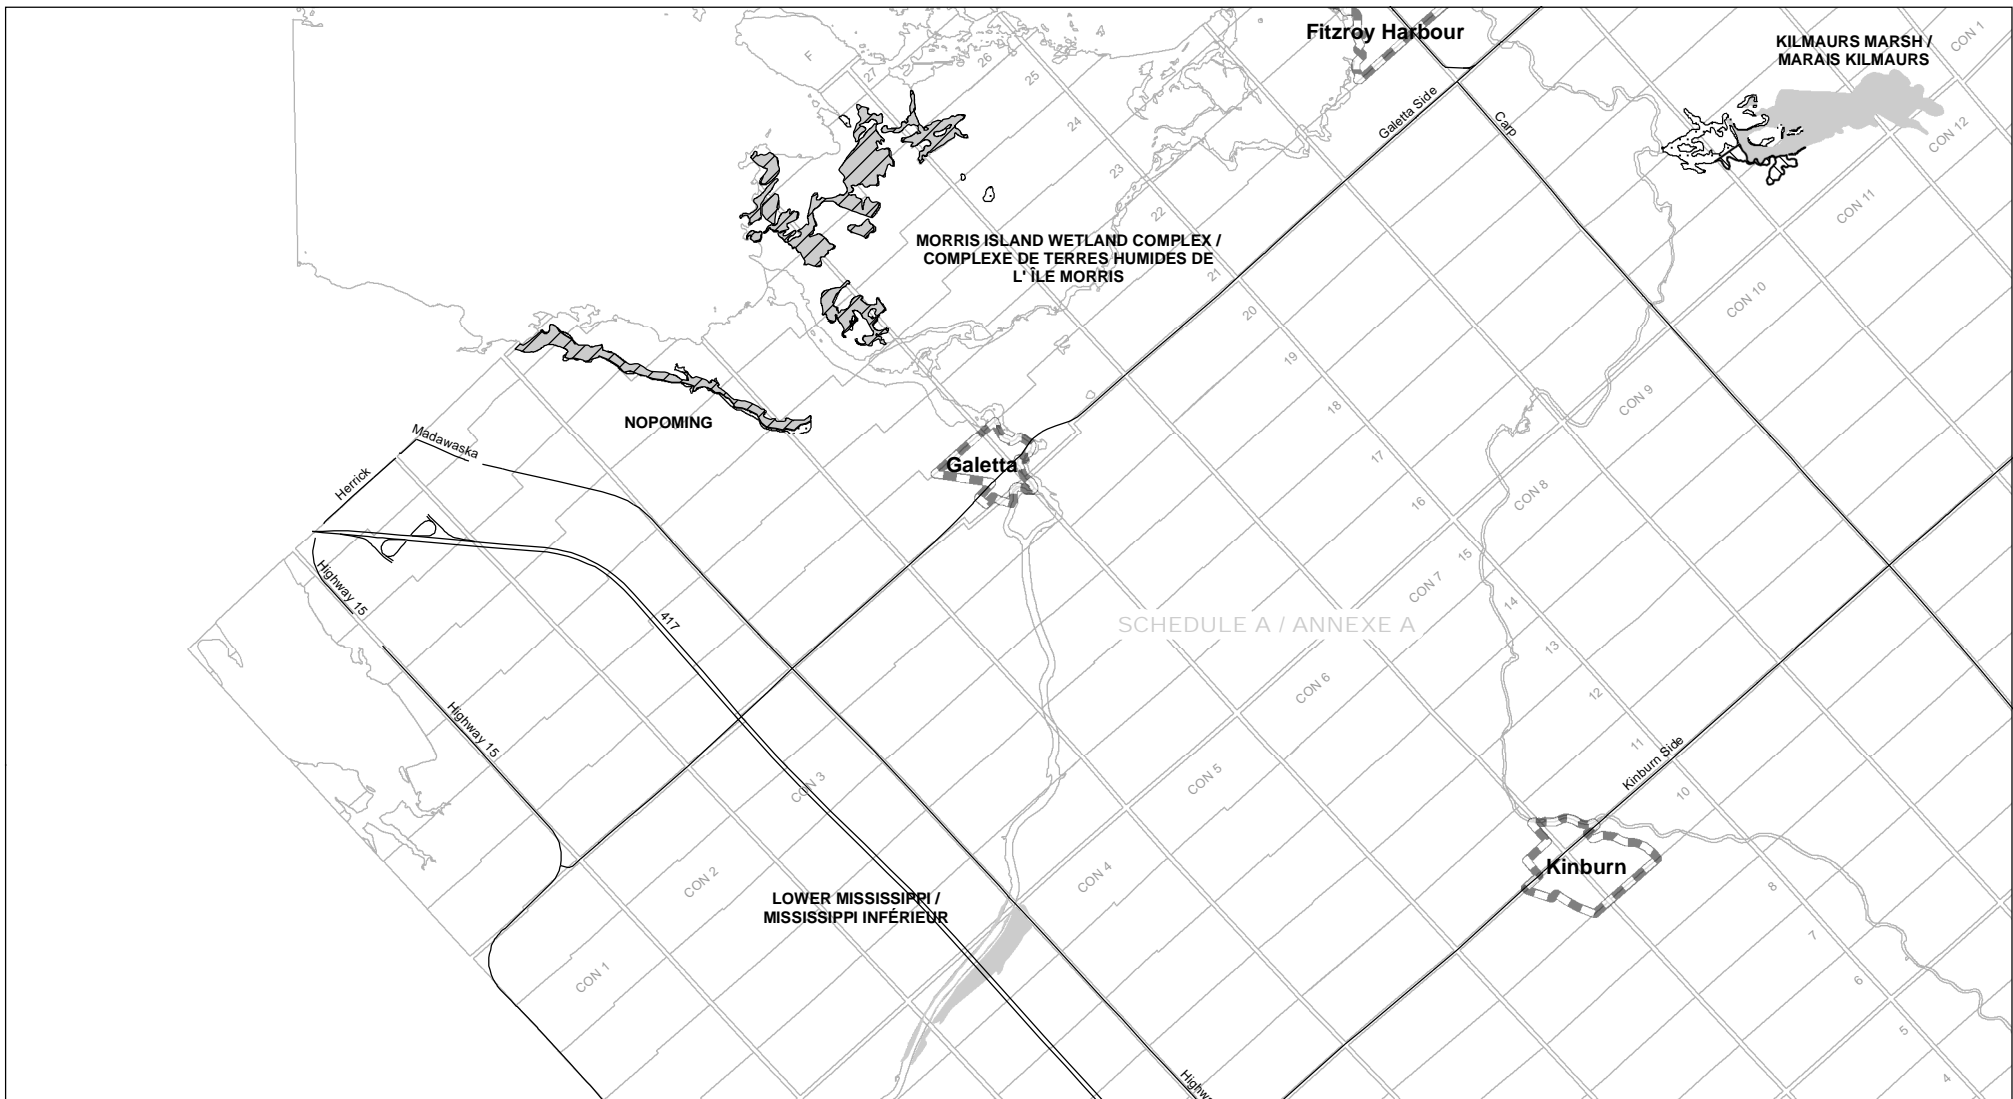 Fitzroy Harbour
KILMAURS MARSH /
MARAIS KILMAURS
CON 1
F
27
26
25
4
24
23
22
21
20
19
18
17
16
15
14
13
12
11
10
8
7
6
5
4
Galetta Side
Carp
CON 12
CON 11
CON 10
CON 9
CON 8
CON 7
CON 6
CON 5
CON 4
CON 3
CON 2
CON 1
MORRIS ISLAND WETLAND COMPLEX /
COMPLEXE DE TERRES HUMIDES DE
L' ÎLE MORRIS
NOPOMING
Madawaska
Herrick
Galetta
Highway 15
417
SCHEDULE A / ANNEXE A
Highway 15
Kinburn Side
Kinburn
LOWER MISSISSIPPI /
MISSISSIPPI INFÉRIEUR